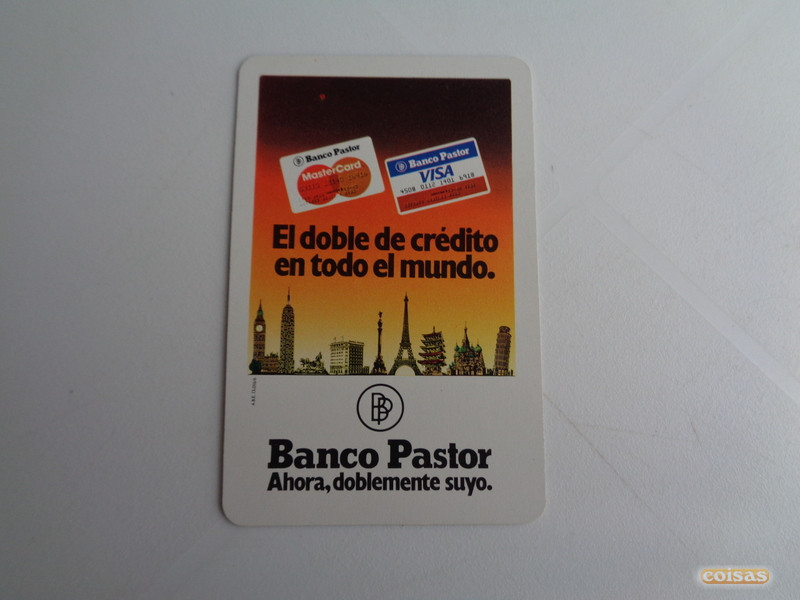 Banco Pastor
MasterCard
Banco Pastor
VISA
El doble de crédito
en todo el mundo.
BP
Banco Pastor
Ahora, doblemente suyo.
coisas